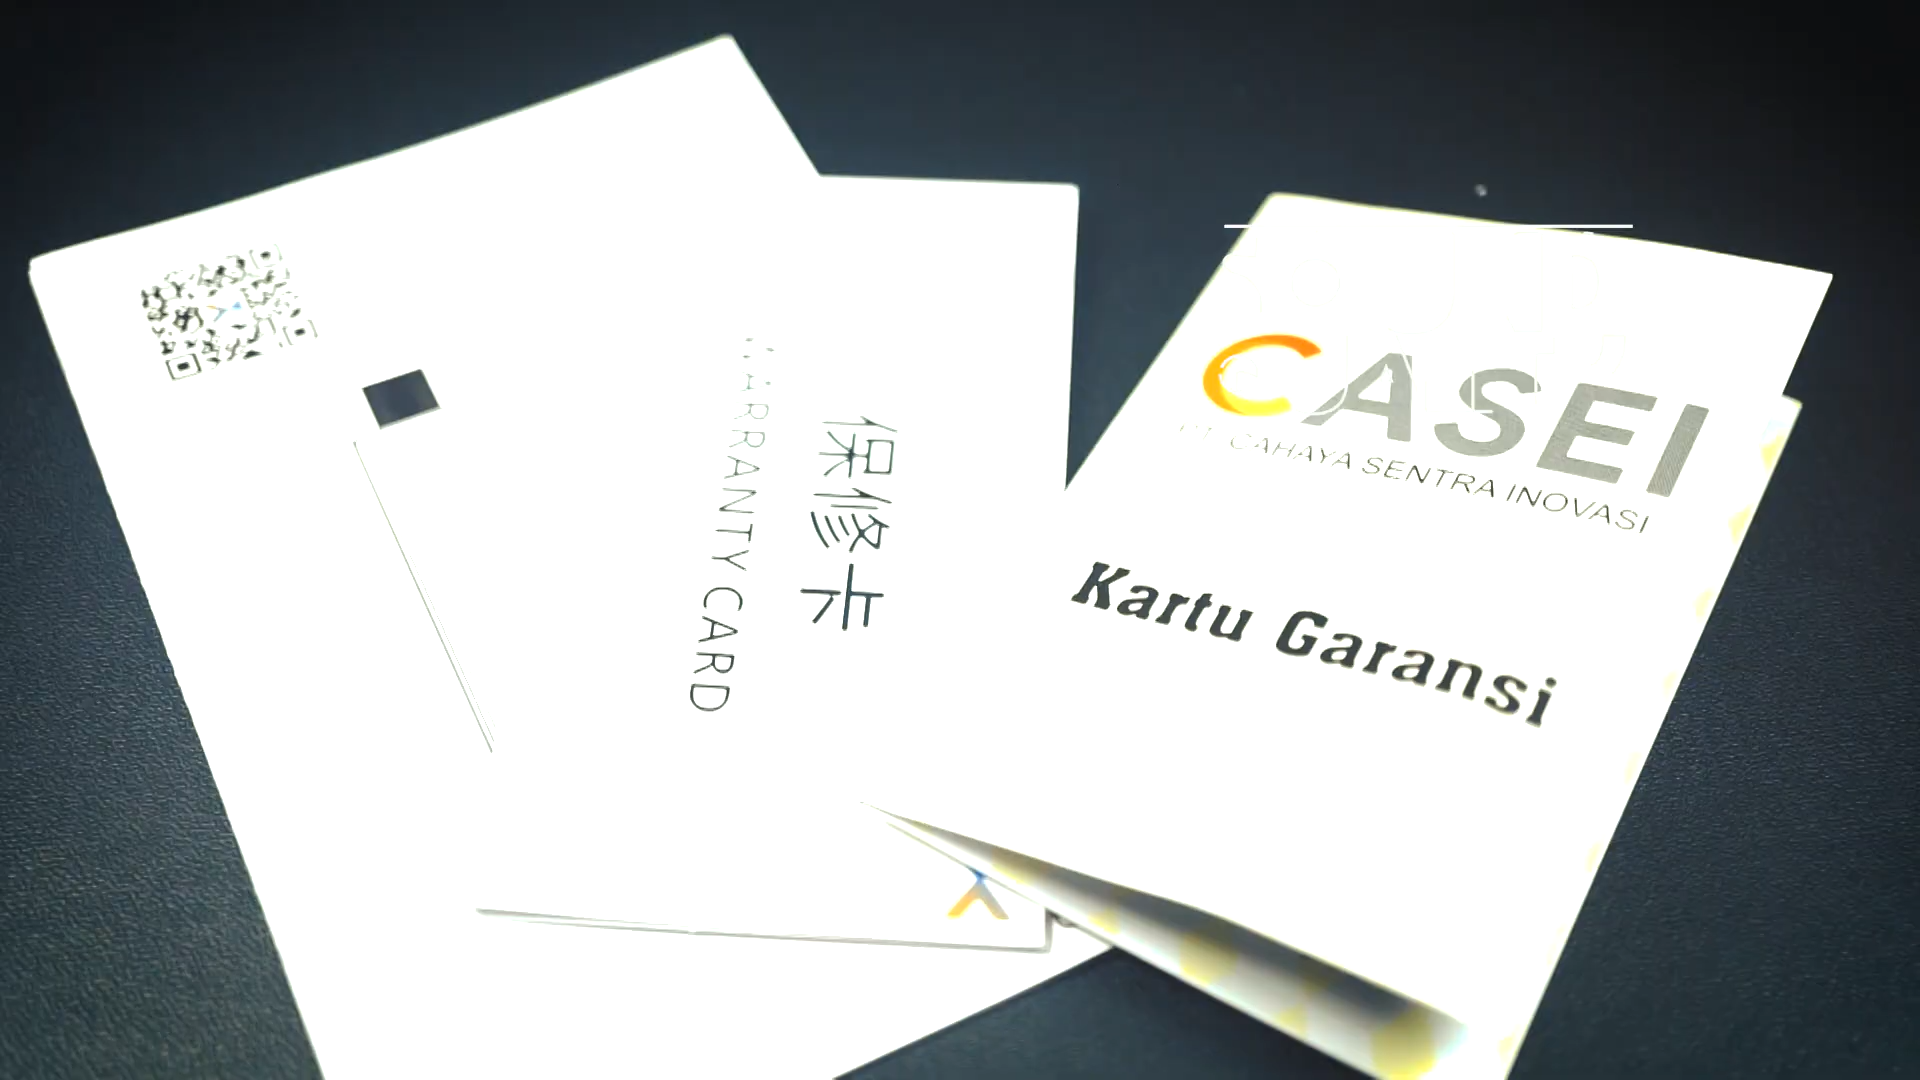 保修卡
WARRANTY CARD
CASEI
PT. CAHAYA SENTRA INOVASI
Kartu Garansi